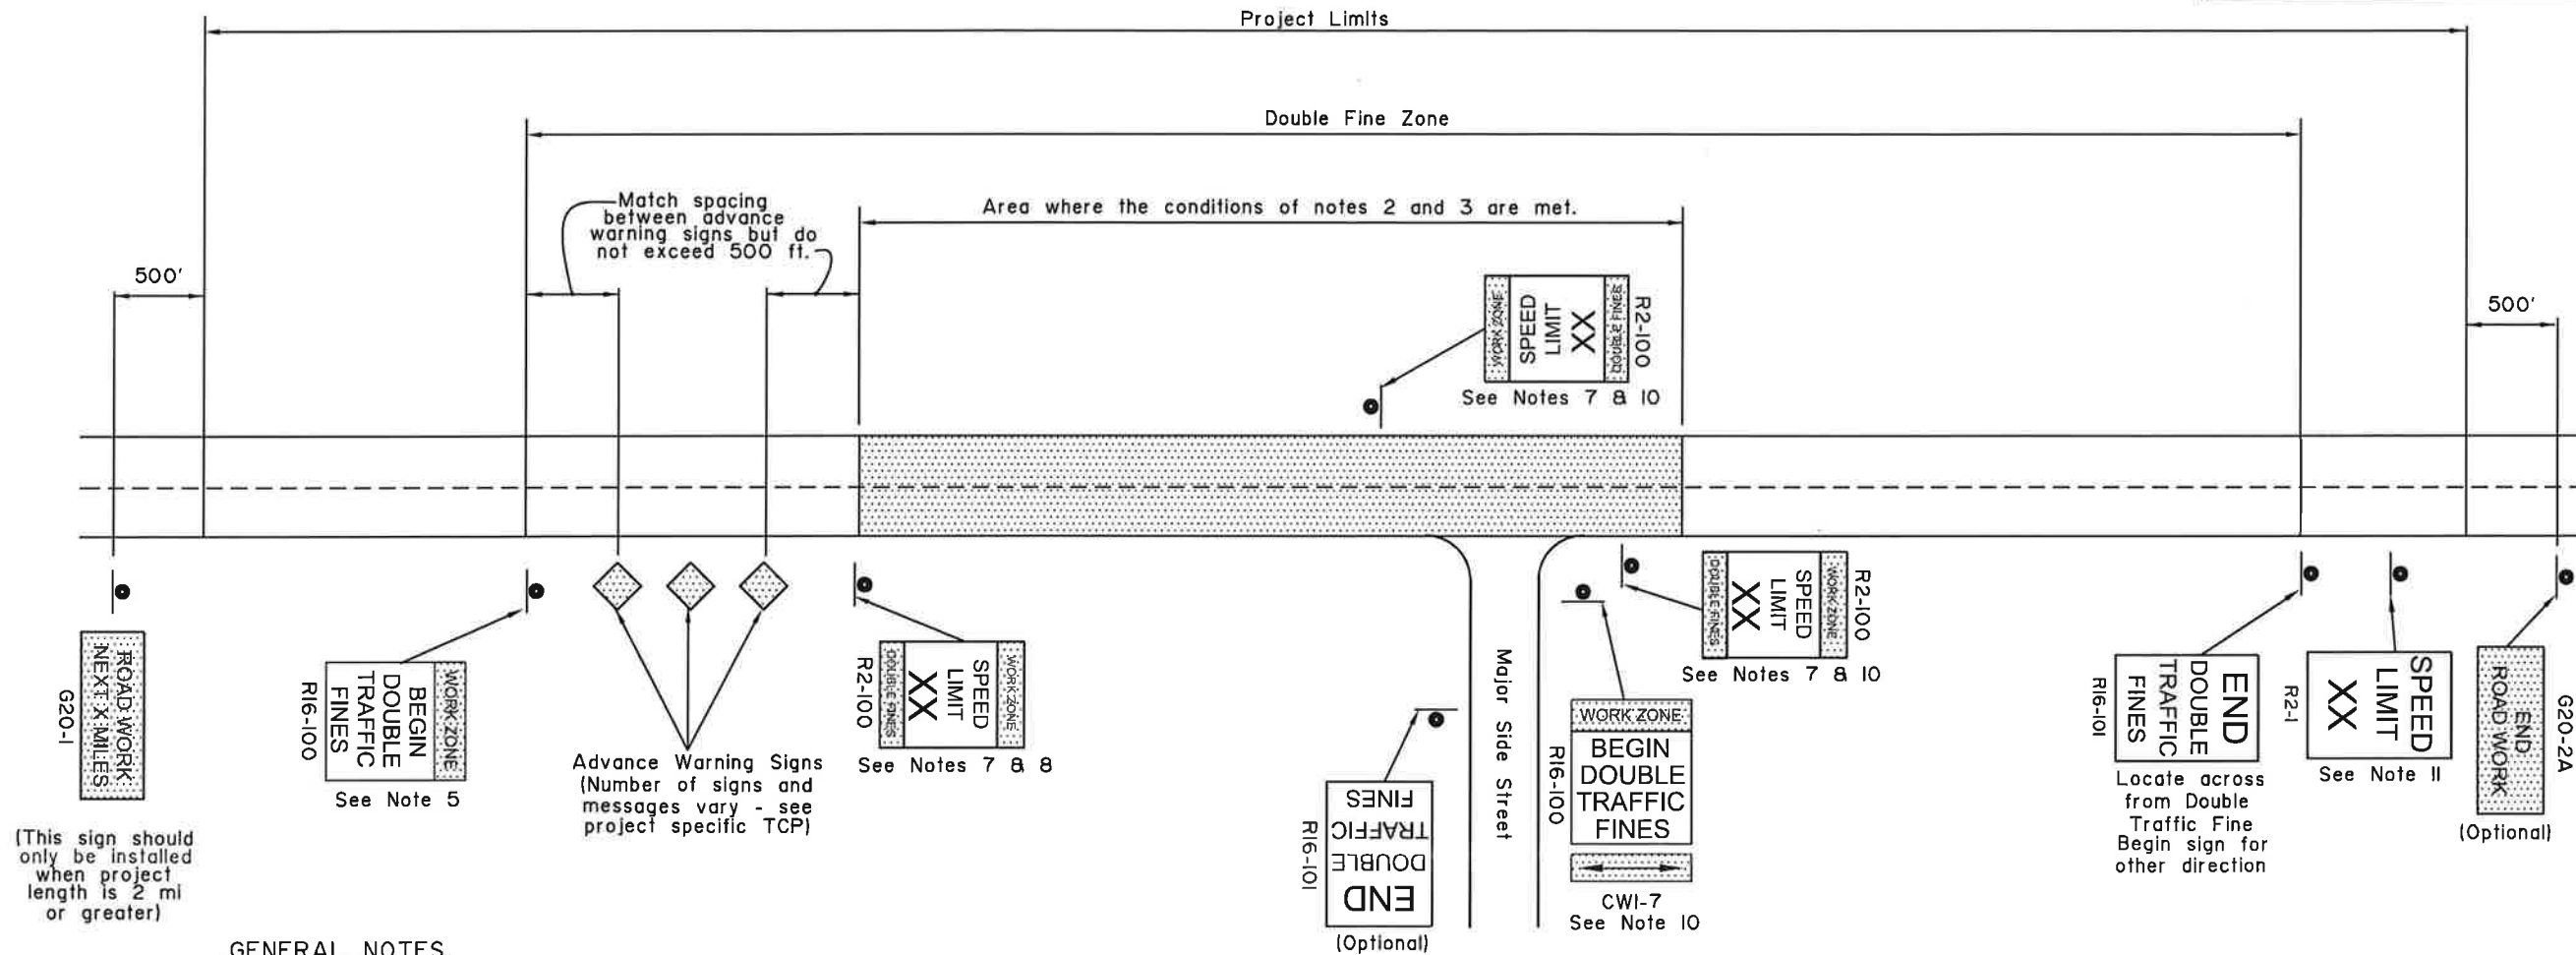 Project Limits
Double Fine Zone
Match spacing
between advance
warning signs but do
not exceed 500 ft.
Area where the conditions of notes 2 and 3 are met.
500'
500'
WORK ZONE
SPEED
LIMIT
XX
DOUBLE FINES
R2-100
See Notes 7 & 10
ROAD WORK
NEXT X MILES
G20-1
(This sign should
only be installed
when project
length is 2 mi
or greater)
WORK ZONE
BEGIN
DOUBLE
TRAFFIC
FINES
R16-100
See Note 5
Advance Warning Signs
(Number of signs and
messages vary - see
project specific TCP)
WORK ZONE
SPEED
LIMIT
XX
DOUBLE FINES
R2-100
See Notes 7 & 8
END
DOUBLE
TRAFFIC
FINES
R16-101
(Optional)
Major Side Street
WORK ZONE
BEGIN
DOUBLE
TRAFFIC
FINES
R16-100
CW1-7
See Note 10
WORK ZONE
SPEED
LIMIT
XX
DOUBLE FINES
R2-100
See Notes 7 & 10
END
DOUBLE
TRAFFIC
FINES
R16-101
Locate across
from Double
Traffic Fine
Begin sign for
other direction
SPEED
LIMIT
XX
R2-1
See Note 11
END
ROAD WORK
G20-2A
(Optional)
GENERAL NOTES